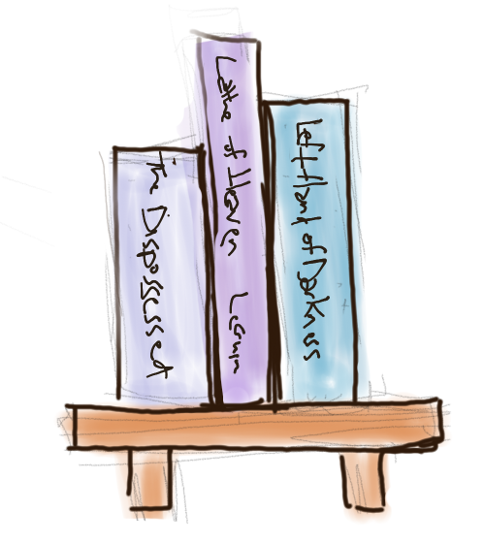 The Dispossessed
Lathe of Heaven LeGuin
Left Hand of Darkness